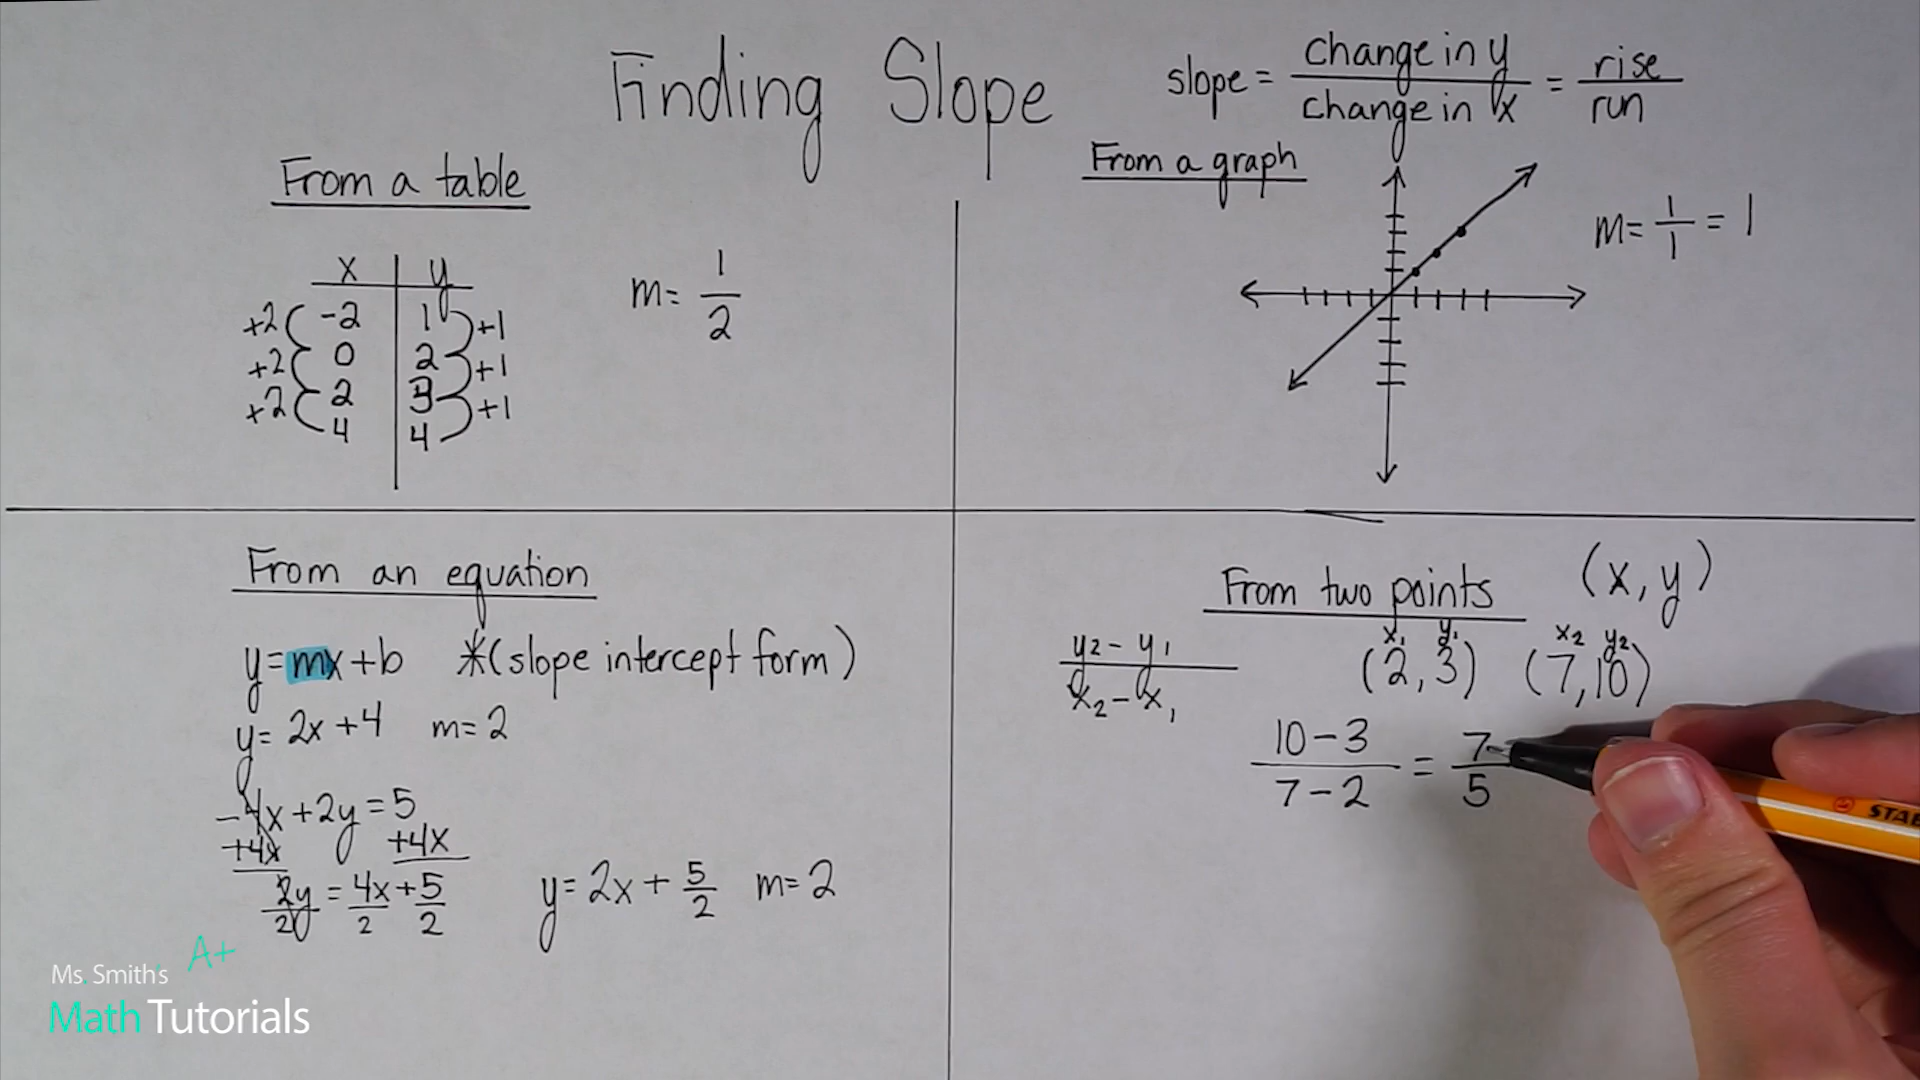 Finding Slope
slope = change in y / change in x = rise / run
From a table
x y
+2 -2 1 +1
+2 0 2 +1
+2 2 3 +1
4 4
m = 1/2
From a graph
m = 1/1 = 1
From an equation
y = mx + b *(slope intercept form)
y = 2x + 4 m = 2
-4x + 2y = 5
+4x +4x
2y/2 = 4x/2 + 5/2 y = 2x + 5/2 m = 2
From two points (x, y)
x1 y1 x2 y2
y2 - y1 / x2 - x1 (2, 3) (7, 10)
10 - 3 / 7 - 2 = 7/5
STAB
A+
Ms. Smith's
Math Tutorials